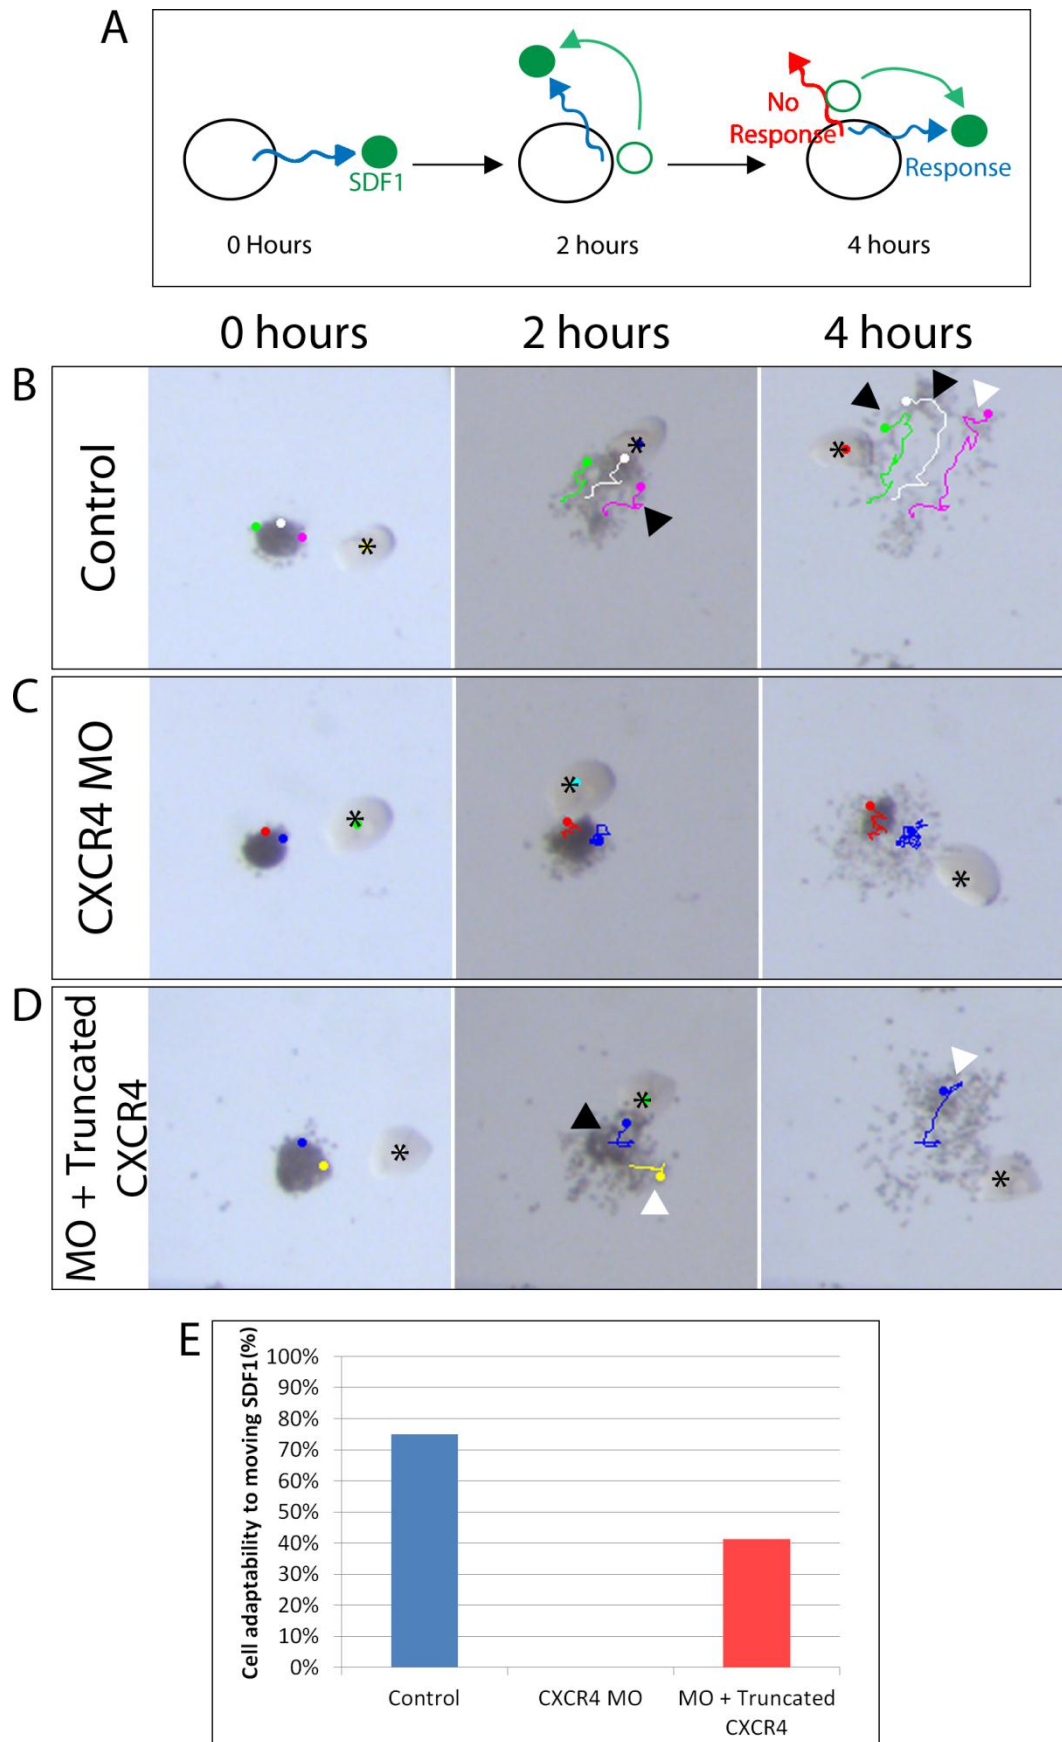 A
SDF1
No
Response
Response
0 Hours
2 hours
4 hours
0 hours
2 hours
4 hours
B
Control
*
*
*
C
CXCR4 MO
*
*
*
D
MO + Truncated
CXCR4
*
*
*
E
Cell adaptability to moving SDF1(%)
100%
90%
80%
70%
60%
50%
40%
30%
20%
10%
0%
Control
CXCR4 MO
MO + Truncated
CXCR4